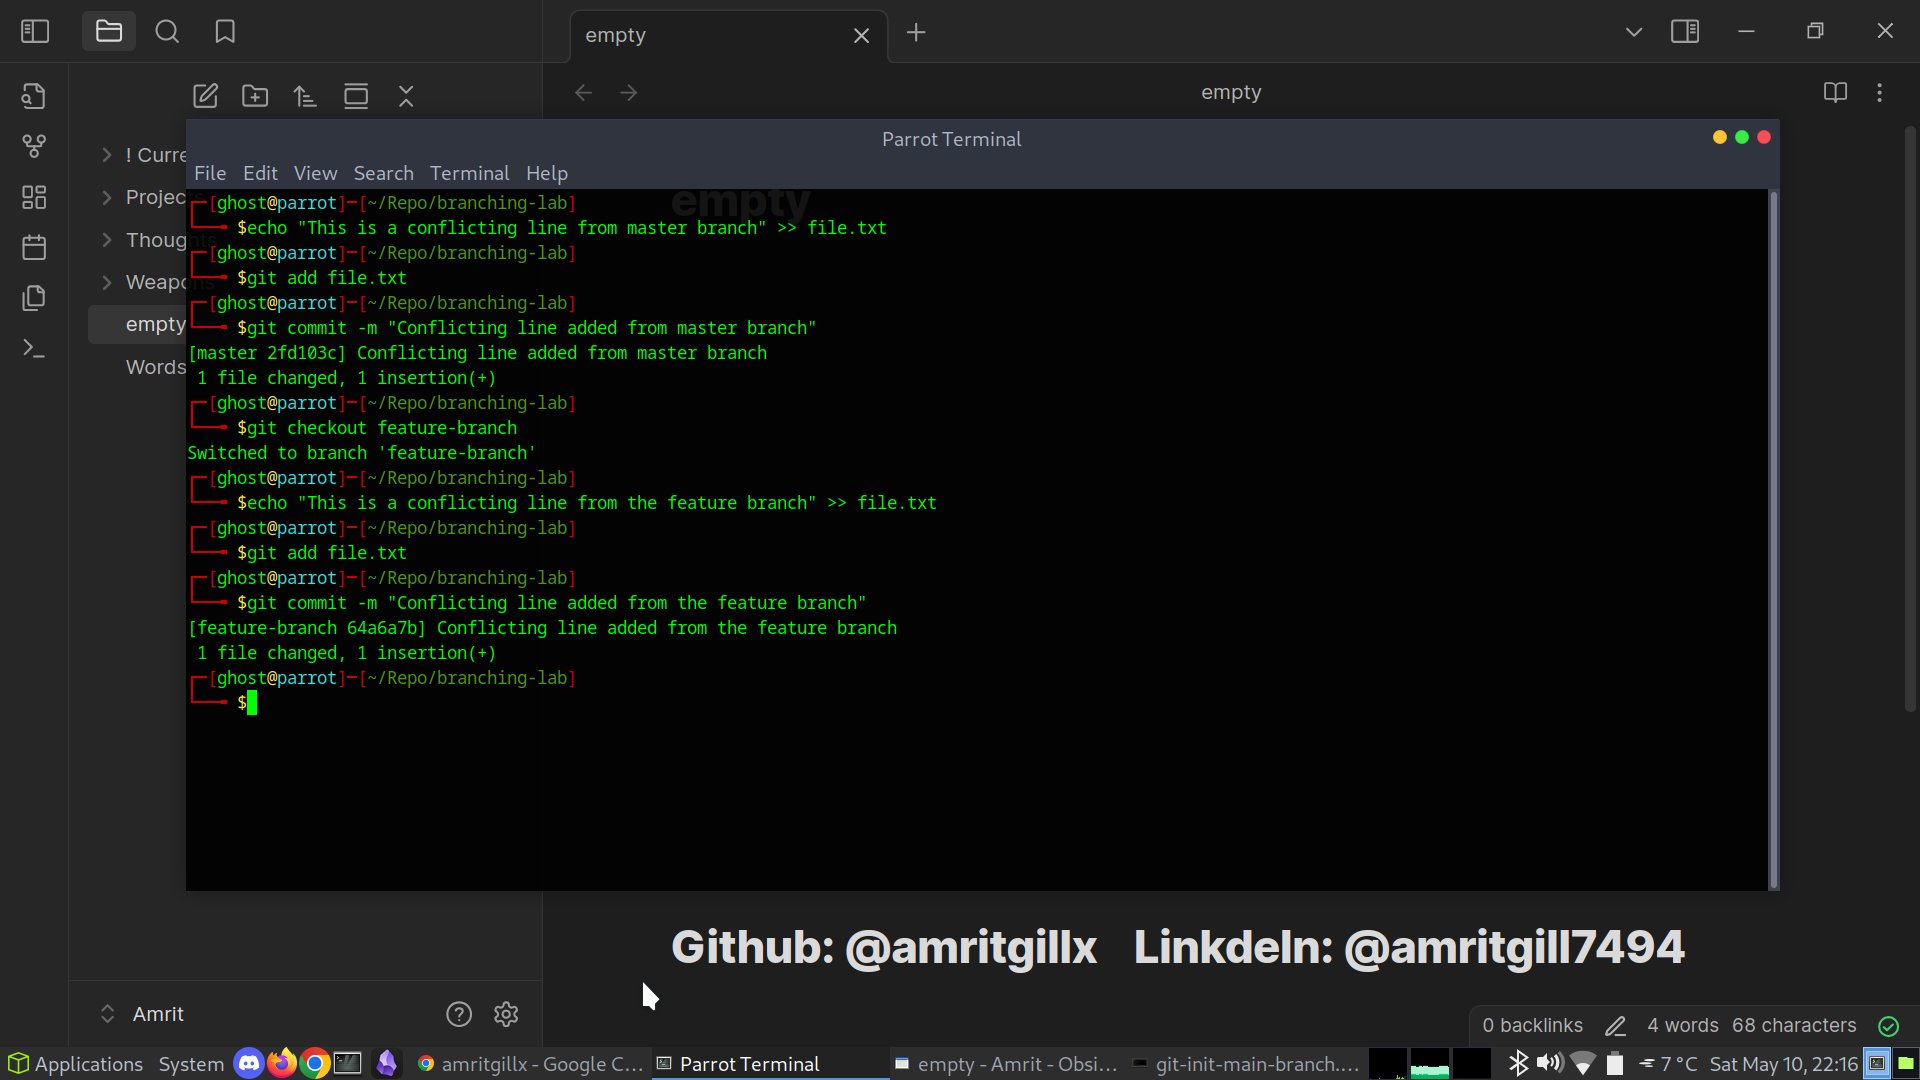 empty
empty
! Curre
Projec
Thoug
Weapo
empty
Words
Parrot Terminal
File Edit View Search Terminal Help
empty
[ghost@parrot]─[~/Repo/branching-lab]
$echo "This is a conflicting line from master branch" >> file.txt
[ghost@parrot]─[~/Repo/branching-lab]
$git add file.txt
[ghost@parrot]─[~/Repo/branching-lab]
$git commit -m "Conflicting line added from master branch"
[master 2fd103c] Conflicting line added from master branch
1 file changed, 1 insertion(+)
[ghost@parrot]─[~/Repo/branching-lab]
$git checkout feature-branch
Switched to branch 'feature-branch'
[ghost@parrot]─[~/Repo/branching-lab]
$echo "This is a conflicting line from the feature branch" >> file.txt
[ghost@parrot]─[~/Repo/branching-lab]
$git add file.txt
[ghost@parrot]─[~/Repo/branching-lab]
$git commit -m "Conflicting line added from the feature branch"
[feature-branch 64a6a7b] Conflicting line added from the feature branch
1 file changed, 1 insertion(+)
[ghost@parrot]─[~/Repo/branching-lab]
$
Github: @amritgillx Linkdeln: @amritgill7494
Amrit
0 backlinks 4 words 68 characters
Applications System amritgillx - Google C... Parrot Terminal empty - Amrit - Obsi... git-init-main-branch.... 7 °C Sat May 10, 22:16